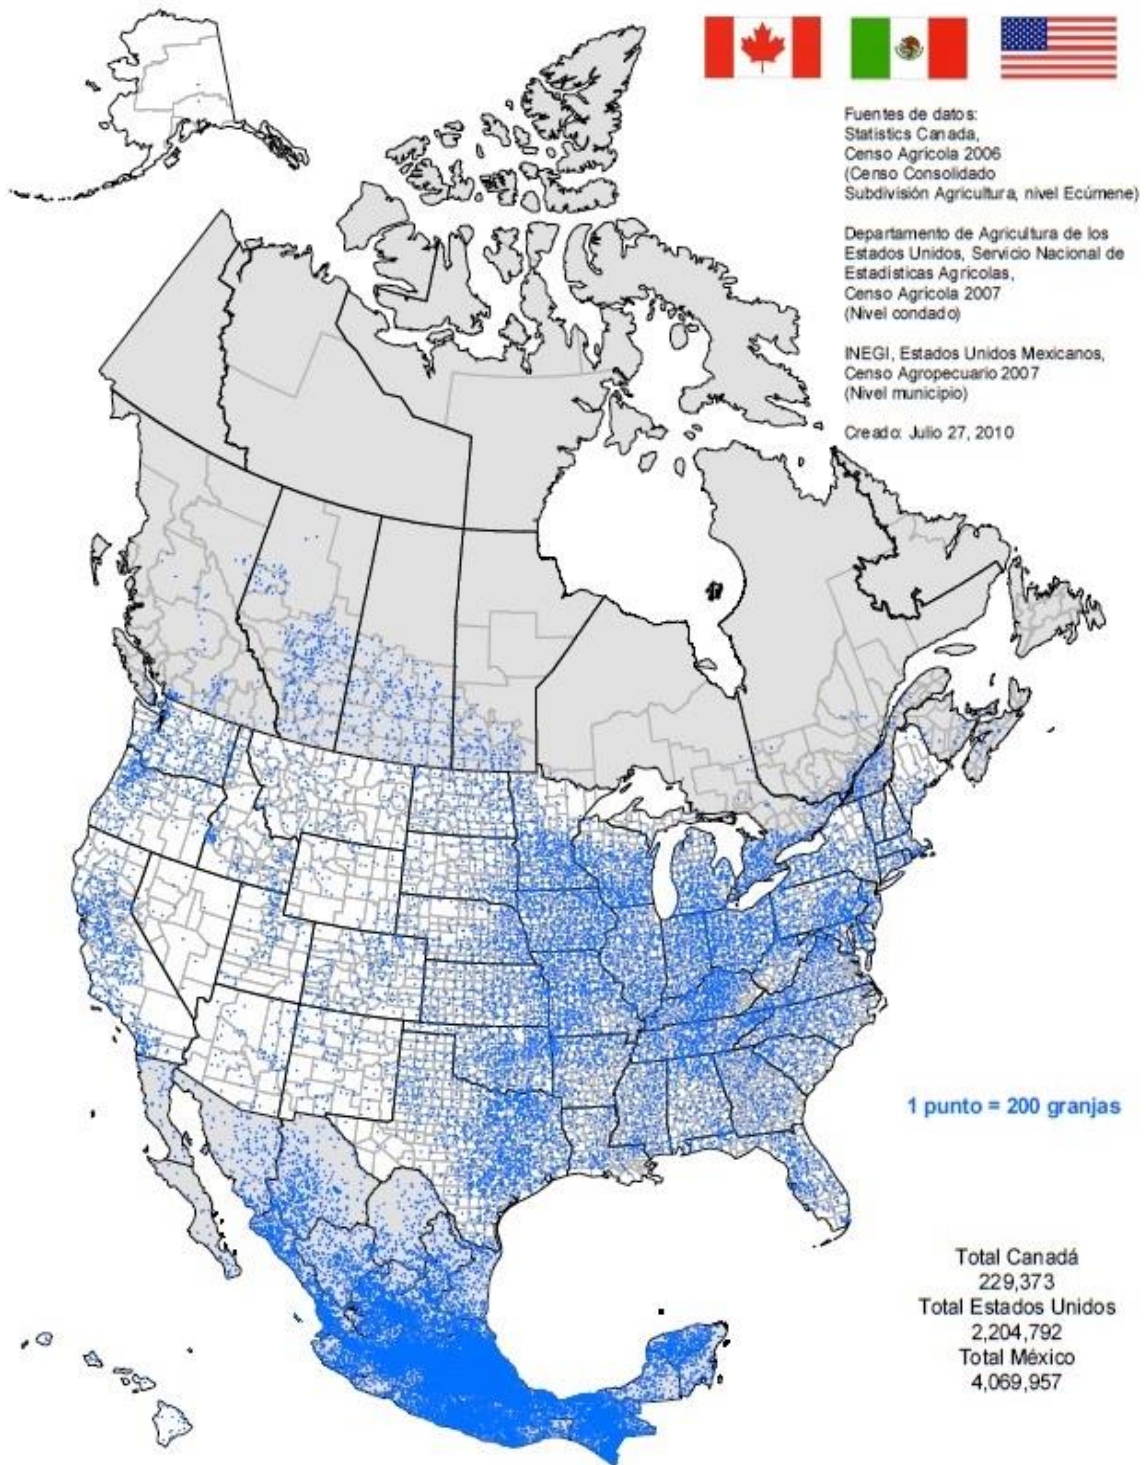 Fuentes de datos:
Statistics Canada,
Censo Agrícola 2006
(Censo Consolidado
Subdivisión Agricultura, nivel Ecúmene)
Departamento de Agricultura de los
Estados Unidos, Servicio Nacional de
Estadísticas Agrícolas,
Censo Agrícola 2007
(Nivel condado)
INEGI, Estados Unidos Mexicanos,
Censo Agropecuario 2007
(Nivel municipio)
Creado: Julio 27, 2010
1 punto = 200 granjas
Total Canadá
229,373
Total Estados Unidos
2,204,792
Total México
4,069,957